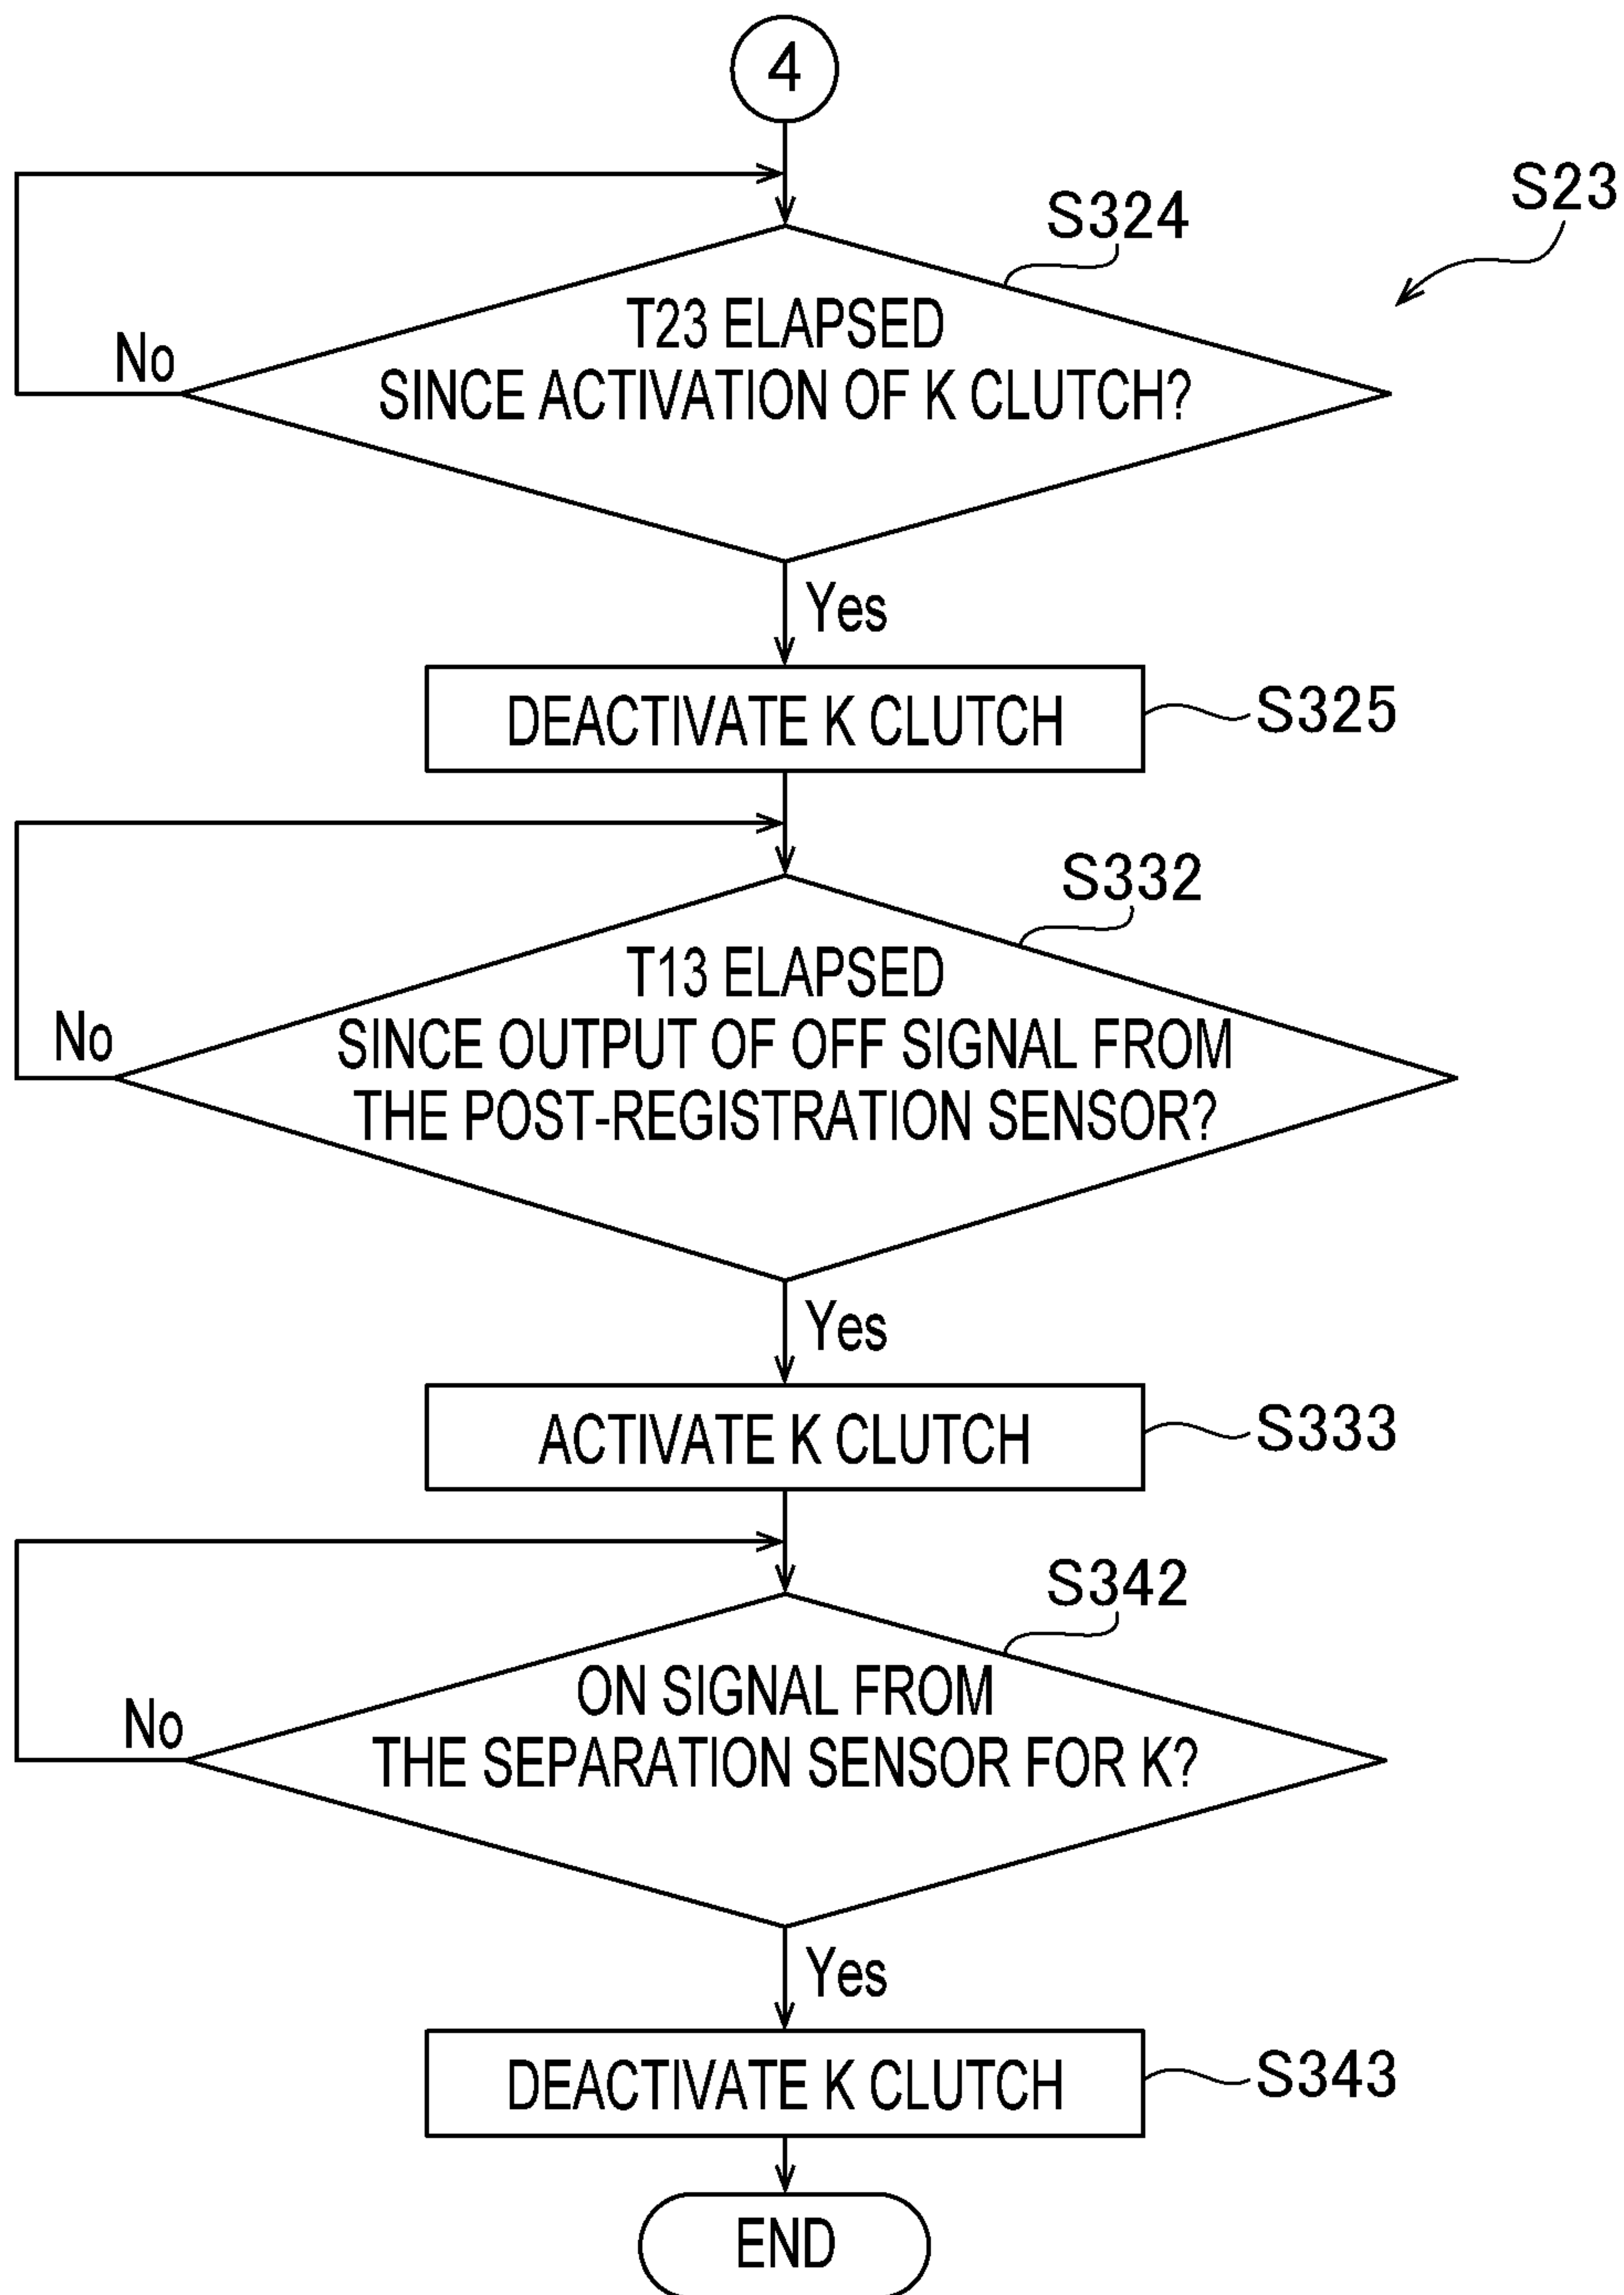 4
S23
S324
T23 ELAPSED
SINCE ACTIVATION OF K CLUTCH?
No
Yes
DEACTIVATE K CLUTCH
S325
S332
T13 ELAPSED
SINCE OUTPUT OF OFF SIGNAL FROM
THE POST-REGISTRATION SENSOR?
No
Yes
ACTIVATE K CLUTCH
S333
S342
ON SIGNAL FROM
THE SEPARATION SENSOR FOR K?
No
Yes
DEACTIVATE K CLUTCH
S343
END